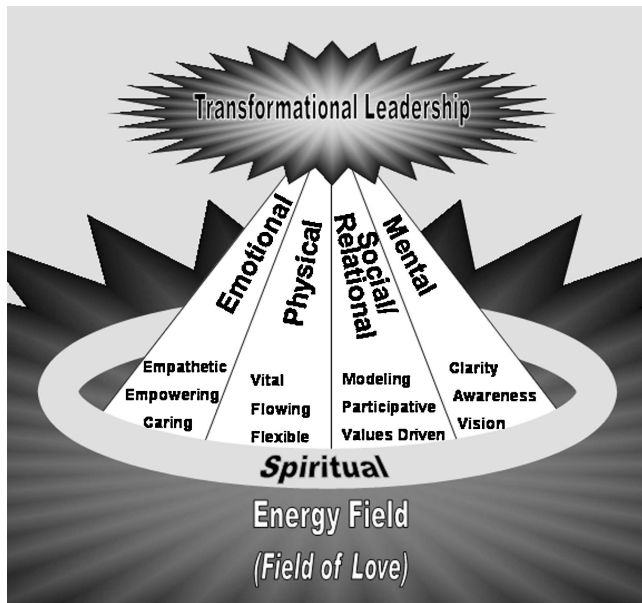 Transformational Leadership
Emotional
Physical
Social/
Relational
Mental
Empathetic
Empowering
Caring
Vital
Flowing
Flexible
Modeling
Participative
Values Driven
Clarity
Awareness
Vision
Spiritual
Energy Field
(Field of Love)